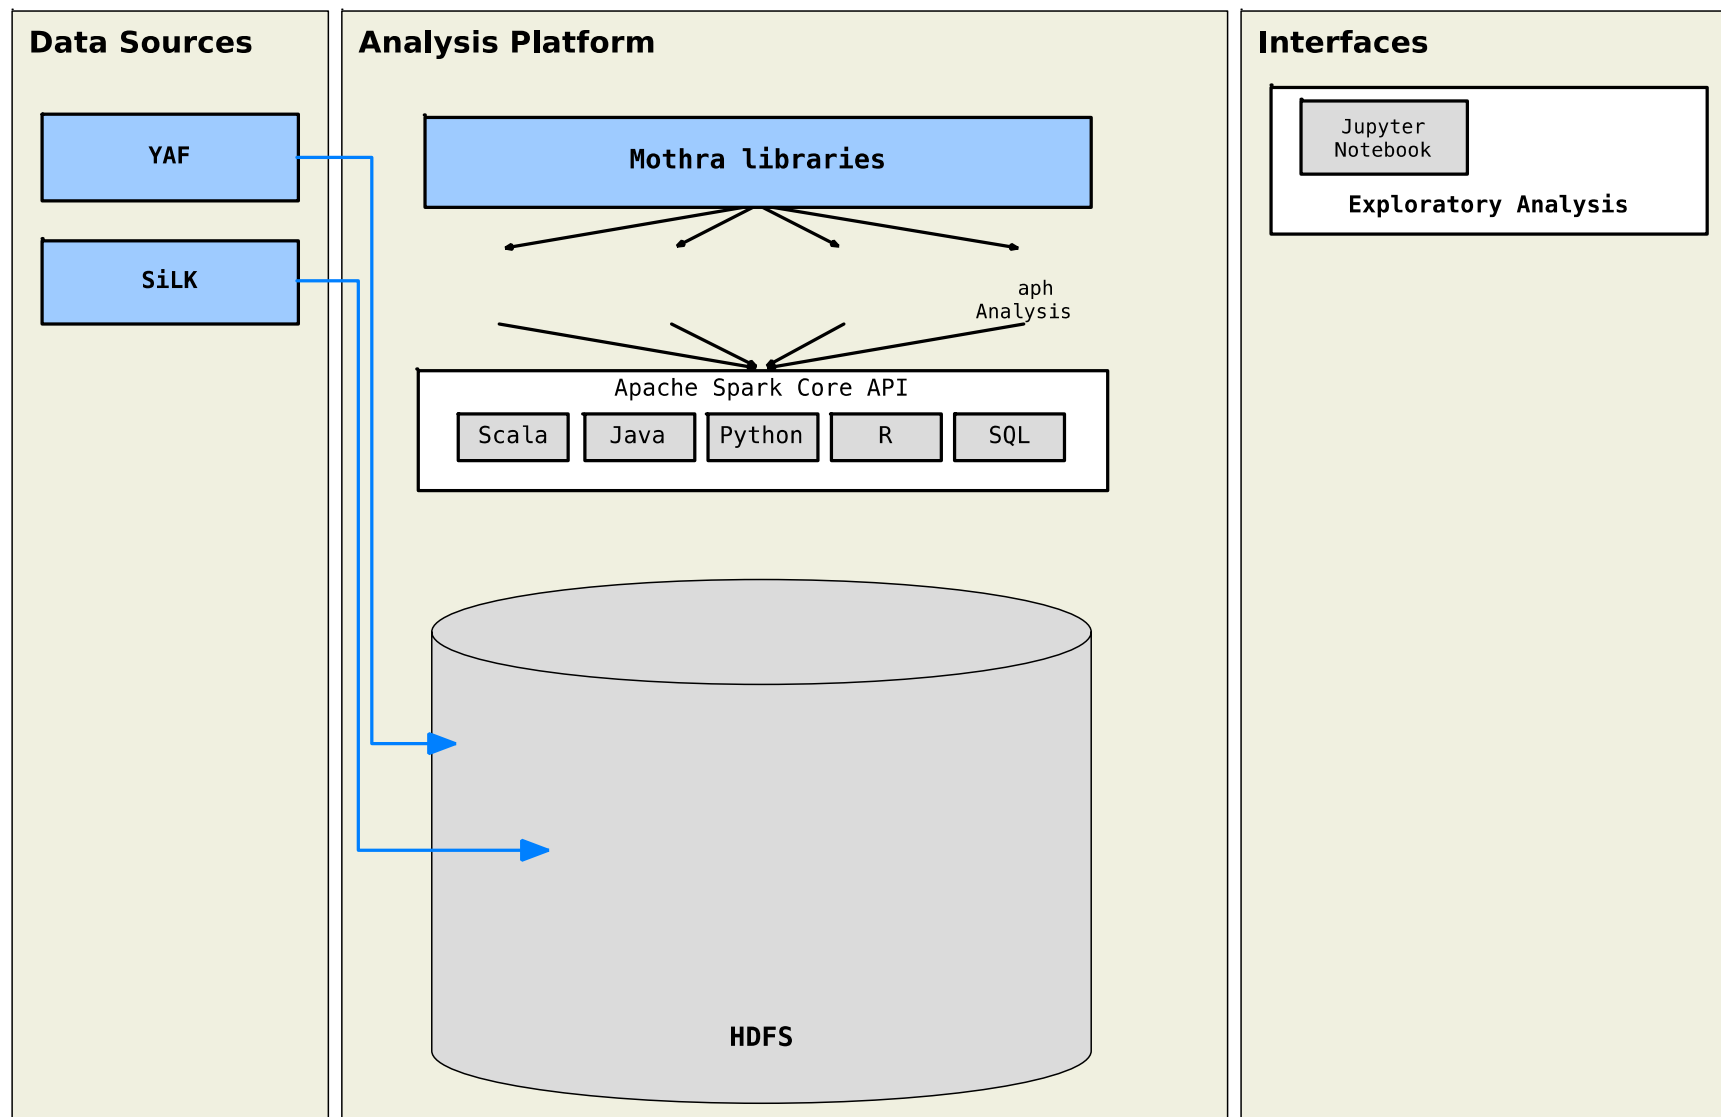 Data Sources
YAF
SiLK
Analysis Platform
Mothra libraries
aph
Analysis
Apache Spark Core API
Scala
Java
Python
R
SQL
HDFS
Interfaces
Jupyter
Notebook
Exploratory Analysis